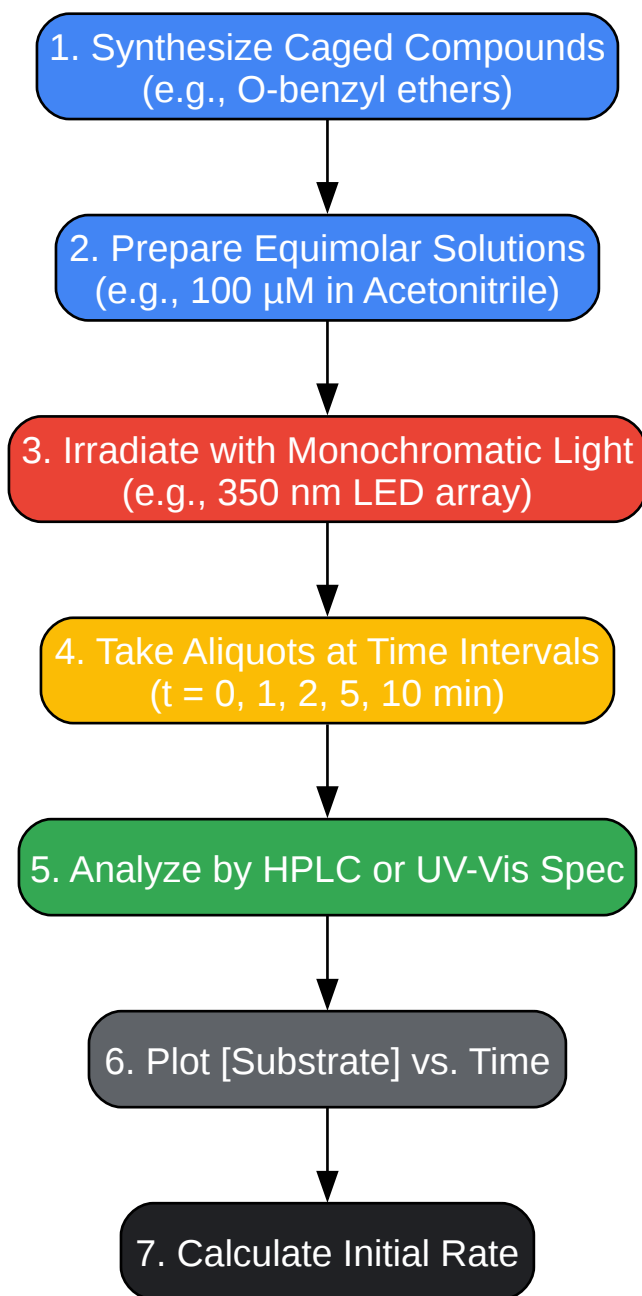 1. Synthesize Caged Compounds
(e.g., O-benzyl ethers)
2. Prepare Equimolar Solutions
(e.g., 100 µM in Acetonitrile)
3. Irradiate with Monochromatic Light
(e.g., 350 nm LED array)
4. Take Aliquots at Time Intervals
(t = 0, 1, 2, 5, 10 min)
5. Analyze by HPLC or UV-Vis Spec
6. Plot [Substrate] vs. Time
7. Calculate Initial Rate